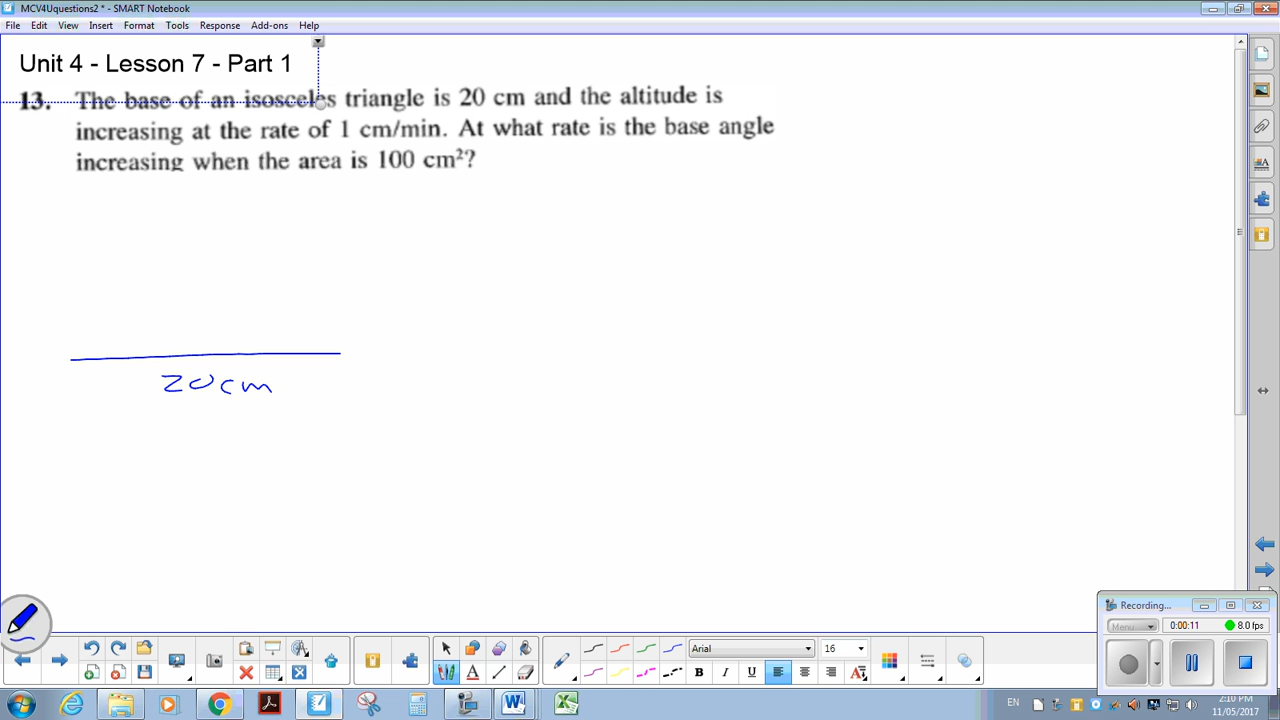 MCV4Uquestions2 * - SMART Notebook
File Edit View Insert Format Tools Response Add-ons Help
Unit 4 - Lesson 7 - Part 1
13. The base of an isosceles triangle is 20 cm and the altitude is
increasing at the rate of 1 cm/min. At what rate is the base angle
increasing when the area is 100 cm²?
20cm
Recording...
Menu 0:00:11 8.0 fps
Arial 16
B I U
EN 2:10 PM
11/05/2017